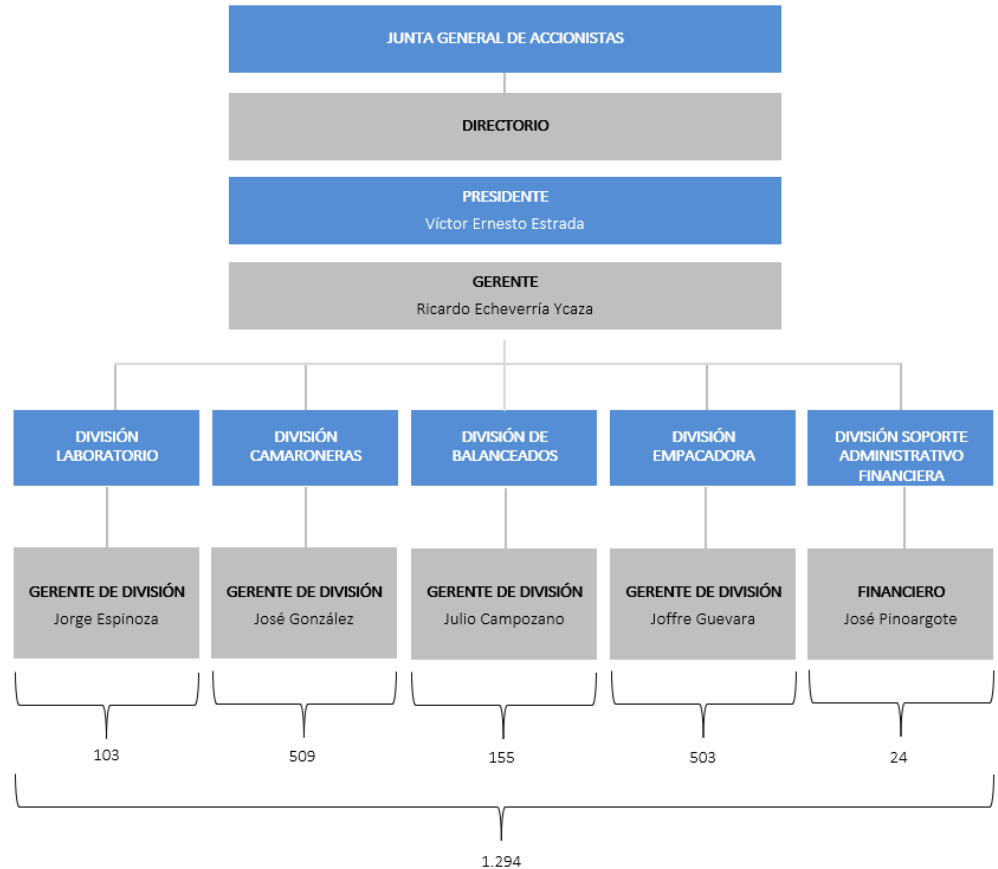 JUNTA GENERAL DE ACCIONISTAS
DIRECTORIO
PRESIDENTE
Víctor Ernesto Estrada
GERENTE
Ricardo Echeverría Ycaza
DIVISIÓN
LABORATORIO
DIVISIÓN
CAMARONERAS
DIVISIÓN DE
BALANCEADOS
DIVISIÓN
EMPACADORA
DIVISIÓN SOPORTE
ADMINISTRATIVO
FINANCIERA
GERENTE DE DIVISIÓN
Jorge Espinoza
GERENTE DE DIVISIÓN
José González
GERENTE DE DIVISIÓN
Julio Campozano
GERENTE DE DIVISIÓN
Joffre Guevara
FINANCIERO
José Pinoargote
103
509
155
503
24
1.294